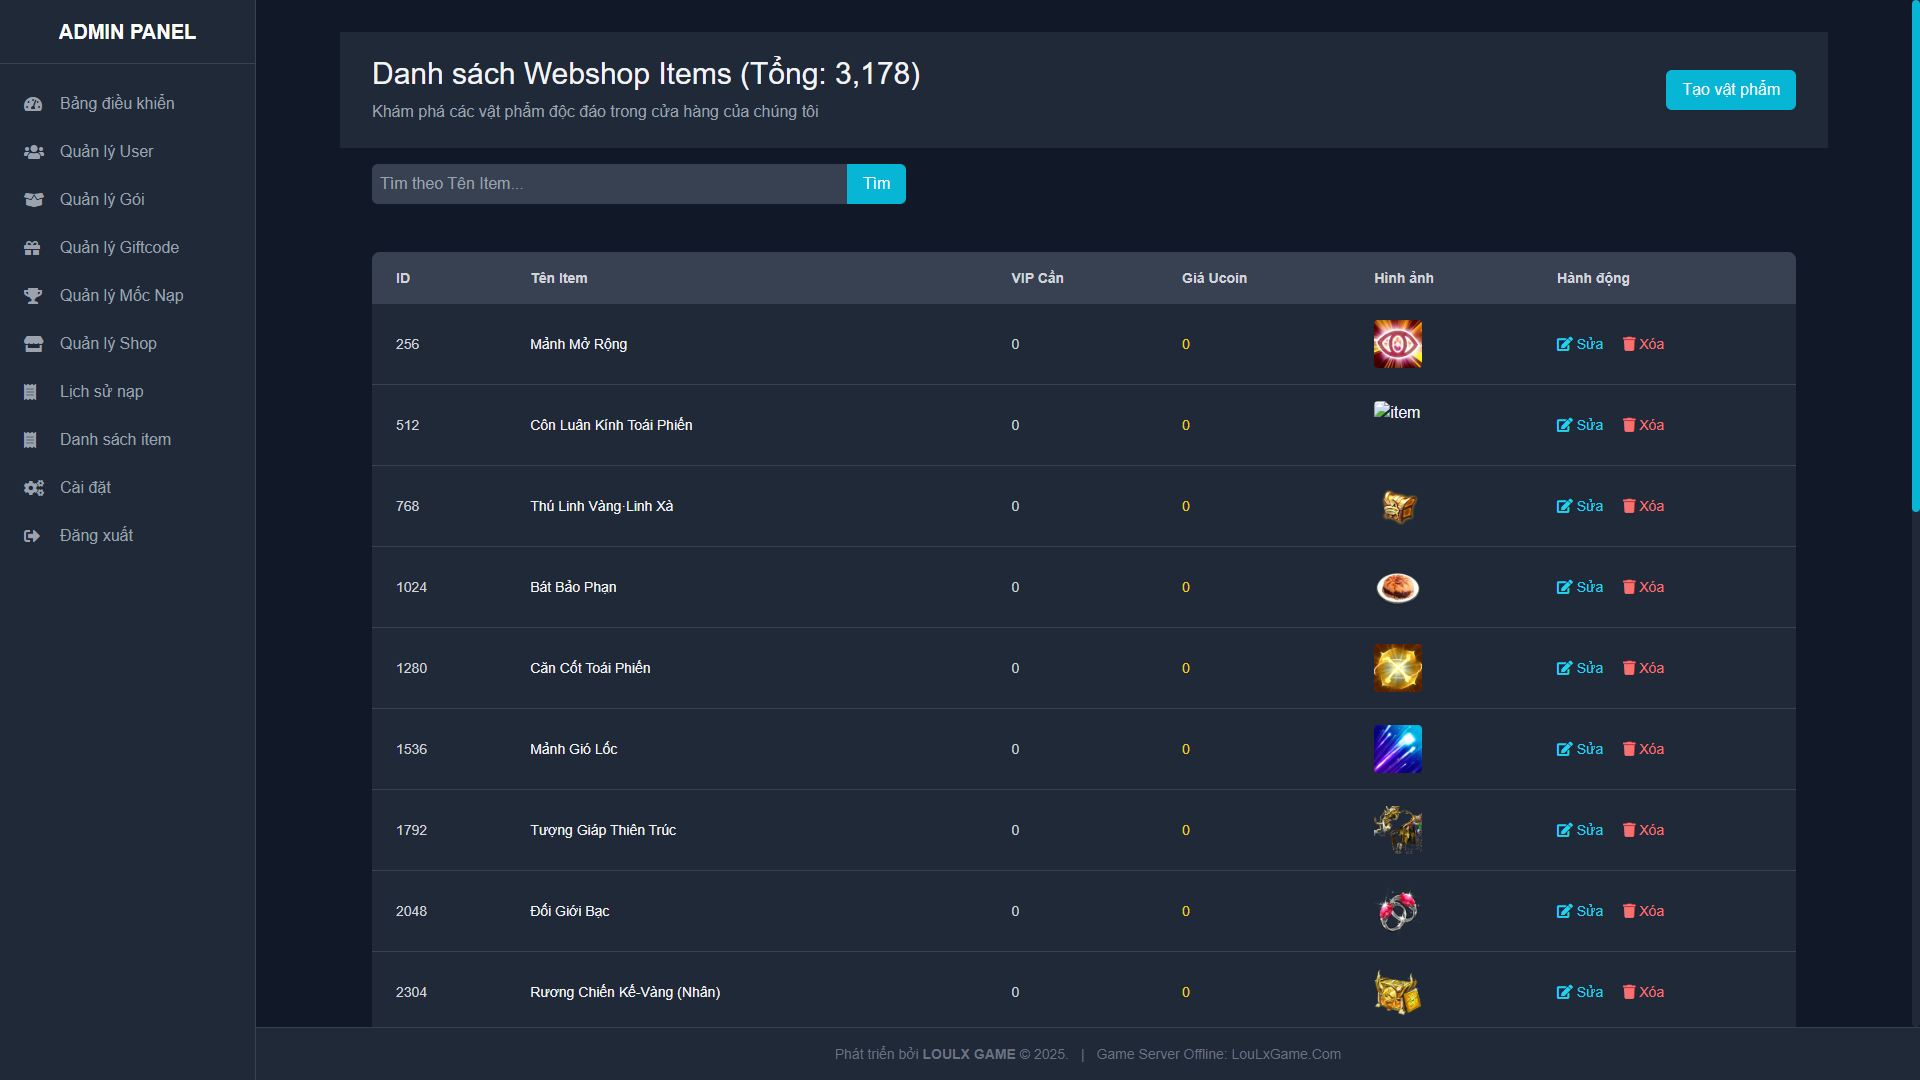 ADMIN PANEL
Bảng điều khiển
Quản lý User
Quản lý Gói
Quản lý Giftcode
Quản lý Mốc Nạp
Quản lý Shop
Lịch sử nạp
Danh sách item
Cài đặt
Đăng xuất
Danh sách Webshop Items (Tổng: 3,178)
Khám phá các vật phẩm độc đáo trong cửa hàng của chúng tôi
Tạo vật phẩm
Tìm theo Tên Item... Tìm
ID Tên Item VIP Cần Giá Ucoin Hình ảnh Hành động
256 Mảnh Mở Rộng 0 0 Sửa Xóa
512 Côn Luân Kính Toái Phiến 0 0 item Sửa Xóa
768 Thú Linh Vàng·Linh Xà 0 0 Sửa Xóa
1024 Bát Bảo Phạn 0 0 Sửa Xóa
1280 Căn Cốt Toái Phiến 0 0 Sửa Xóa
1536 Mảnh Gió Lốc 0 0 Sửa Xóa
1792 Tượng Giáp Thiên Trúc 0 0 Sửa Xóa
2048 Đối Giới Bạc 0 0 Sửa Xóa
2304 Rương Chiến Kế-Vàng (Nhân) 0 0 Sửa Xóa
Phát triển bởi LOULX GAME © 2025. | Game Server Offline: LouLxGame.Com